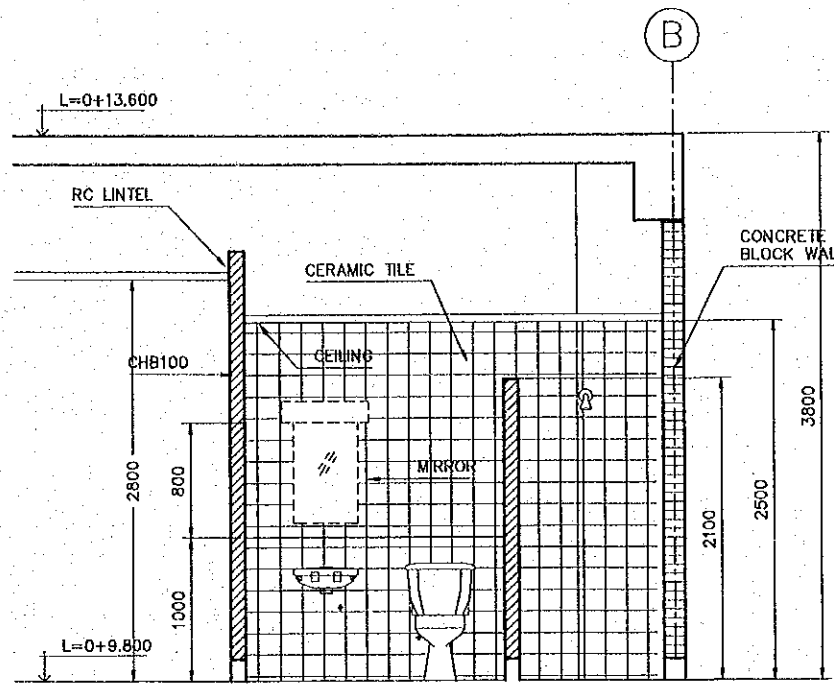 B
L=0+13,600
RC LINTEL
CERAMIC TILE
CONCRETE
BLOCK WAL
CEILING
CHB100
MIRROR
2800
800
1000
2100
2500
3800
L=0+9.800